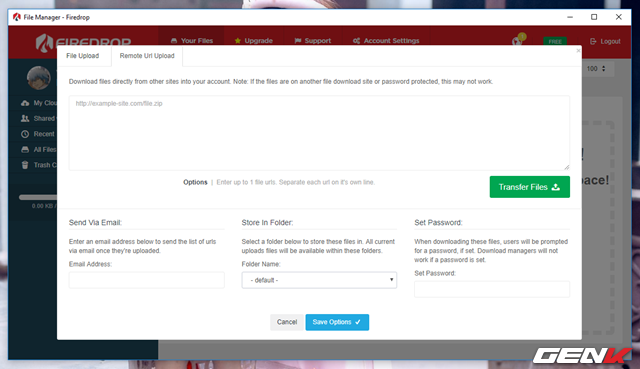 File Manager - Firedrop
FIREDROP
Your Files
Upgrade
Support
Account Settings
FREE
Logout
File Upload
Remote Url Upload
100
Download files directly from other sites into your account. Note: If the files are on another file download site or password protected, this may not work.
http://example-site.com/file.zip
My Clou
Shared
Recent
All Files
Trash C
0.00 KB
pace!
Options | Enter up to 1 file urls. Separate each url on it's own line.
Transfer Files
Send Via Email:
Store In Folder:
Set Password:
Enter an email address below to send the list of urls
via email once they're uploaded.
Select a folder below to store these files in. All current
uploads files will be available within these folders.
When downloading these files, users will be prompted
for a password, if set. Download managers will not
work if a password is set.
Email Address:
Folder Name:
Set Password:
- default -
Cancel
Save Options
GENK